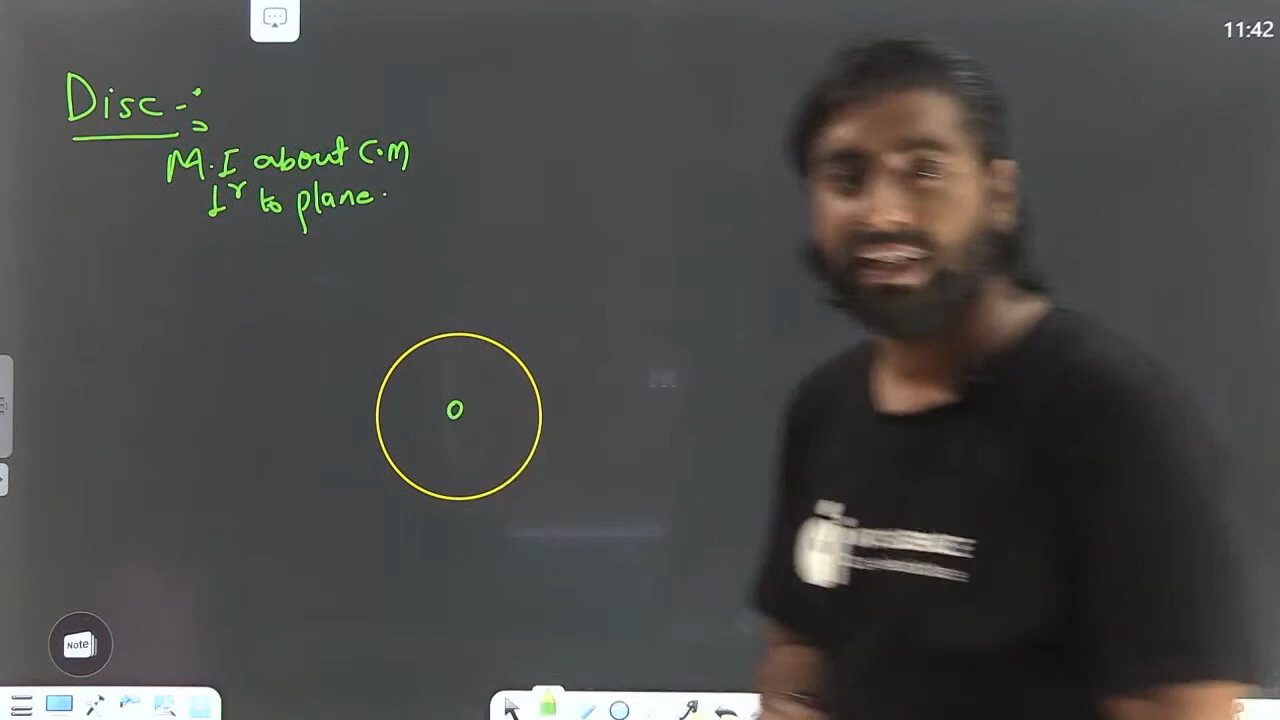 11:42
Disc -:
M.I about C.M
⊥r to plane.
O
Note